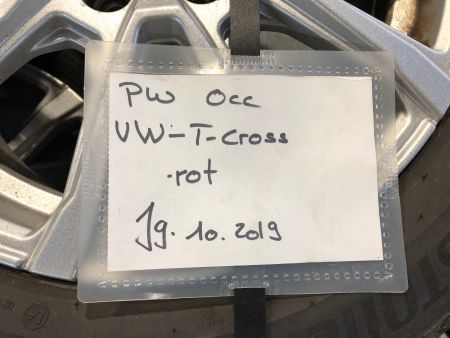 PW Occ
VW-T-Cross
-rot
Jg. 10. 2019